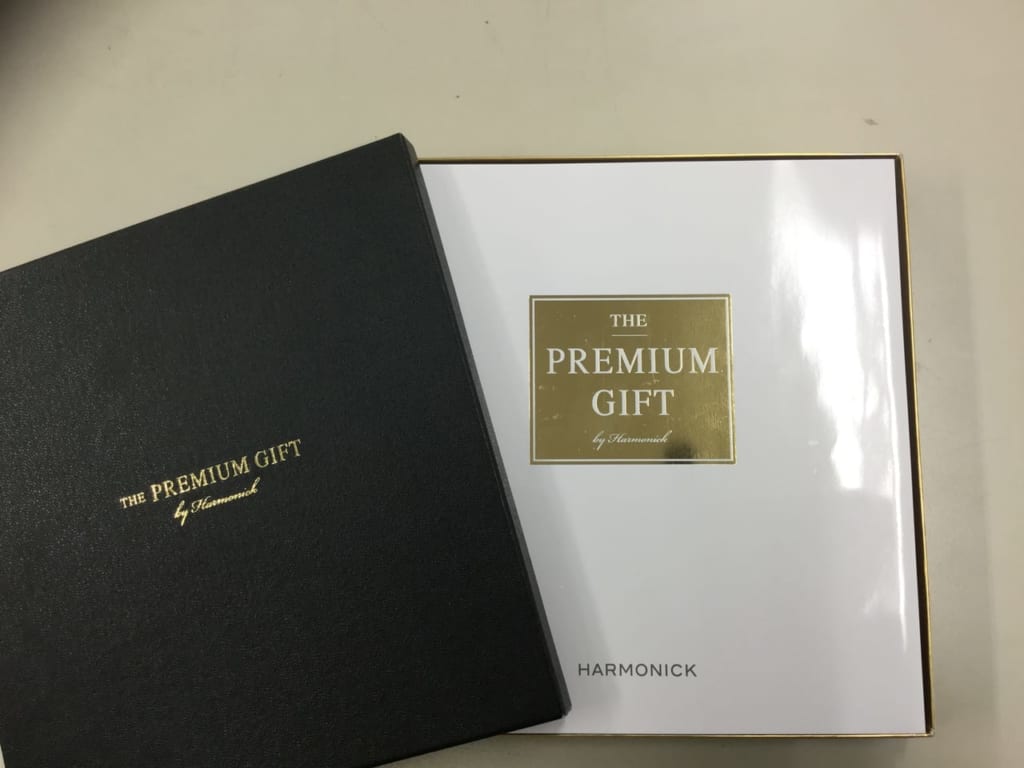 THE PREMIUM GIFT
by Harmonick
THE
PREMIUM
GIFT
by Harmonick
HARMONICK